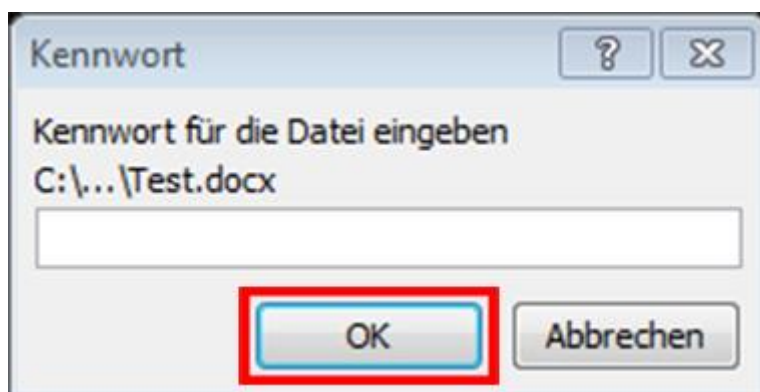 Kennwort
Kennwort für die Datei eingeben
C:\...\Test.docx
OK Abbrechen